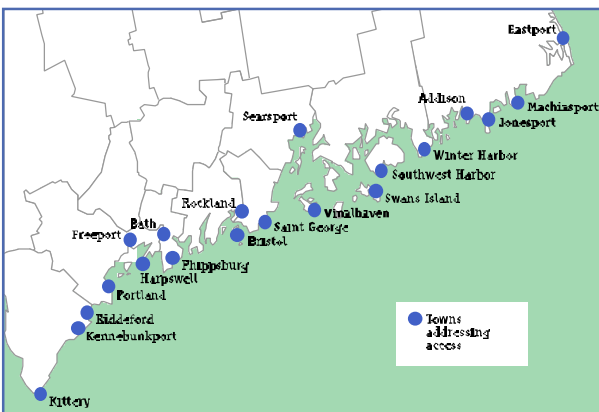 Eastport
Addison
Machiasport
Searsport
Jonesport
Winter Harbor
Southwest Harbor
Swans Island
Rockland
Vinalhaven
Bath
Saint George
Freeport
Bristol
Phippsburg
Harpswell
Portland
Biddeford
Kennebunkport
Kittery
Towns
addressing
access